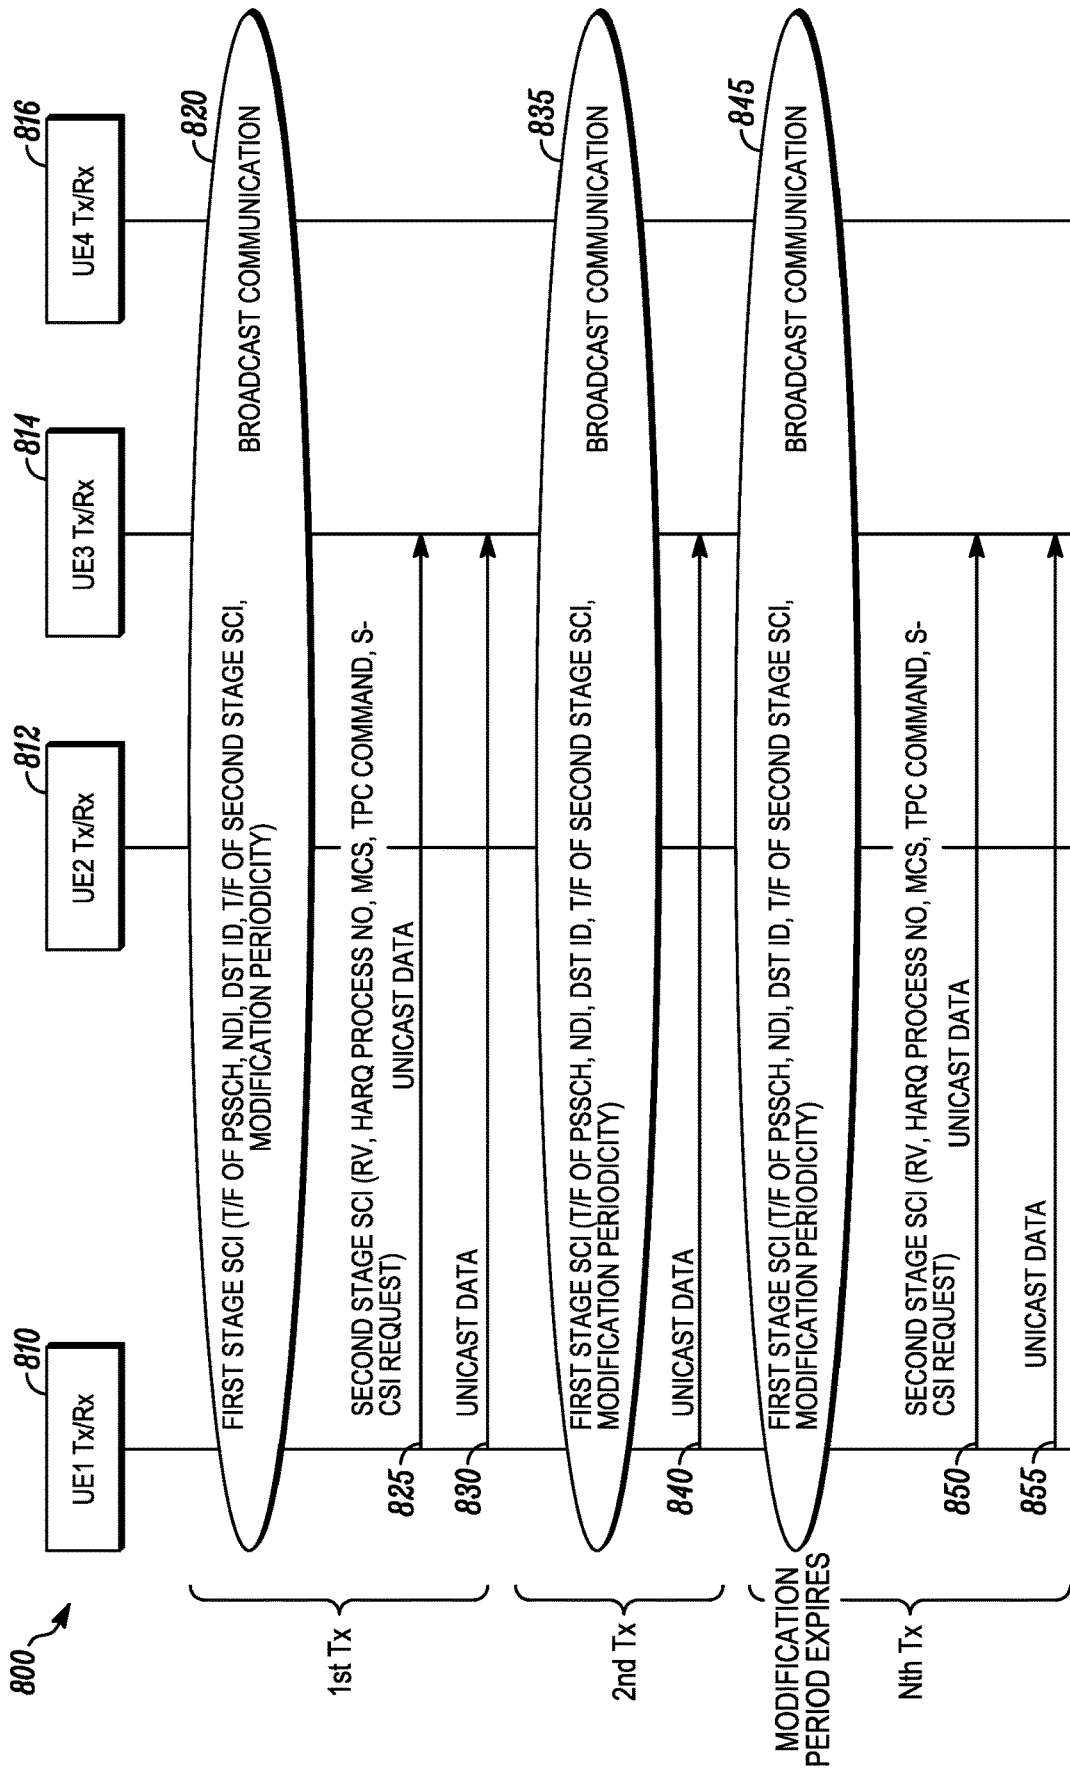 800
810
UE1 Tx/Rx
812
UE2 Tx/Rx
814
UE3 Tx/Rx
816
UE4 Tx/Rx
1st Tx
820
FIRST STAGE SCI (T/F OF PSSCH, NDI, DST ID, T/F OF SECOND STAGE SCI,
MODIFICATION PERIODICITY)
BROADCAST COMMUNICATION
SECOND STAGE SCI (RV, HARQ PROCESS NO, MCS, TPC COMMAND, S-
CSI REQUEST)
UNICAST DATA
825
UNICAST DATA
830
2nd Tx
835
FIRST STAGE SCI (T/F OF PSSCH, NDI, DST ID, T/F OF SECOND STAGE SCI,
MODIFICATION PERIODICITY)
BROADCAST COMMUNICATION
UNICAST DATA
840
MODIFICATION
PERIOD EXPIRES
Nth Tx
845
FIRST STAGE SCI (T/F OF PSSCH, NDI, DST ID, T/F OF SECOND STAGE SCI,
MODIFICATION PERIODICITY)
BROADCAST COMMUNICATION
SECOND STAGE SCI (RV, HARQ PROCESS NO, MCS, TPC COMMAND, S-
CSI REQUEST)
UNICAST DATA
850
UNICAST DATA
855